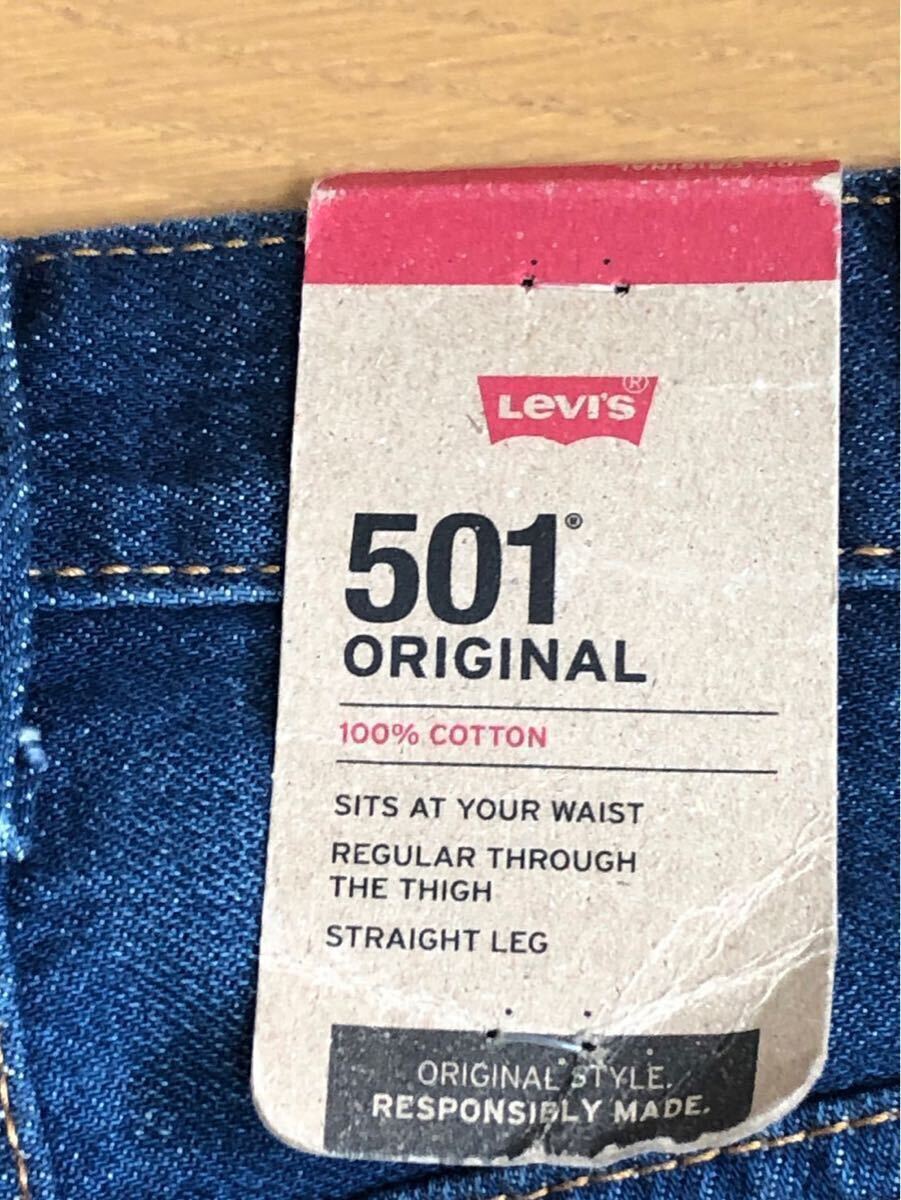 LEVI'S®
501®
ORIGINAL
100% COTTON
SITS AT YOUR WAIST
REGULAR THROUGH
THE THIGH
STRAIGHT LEG
ORIGINAL STYLE.
RESPONSIBLY MADE.